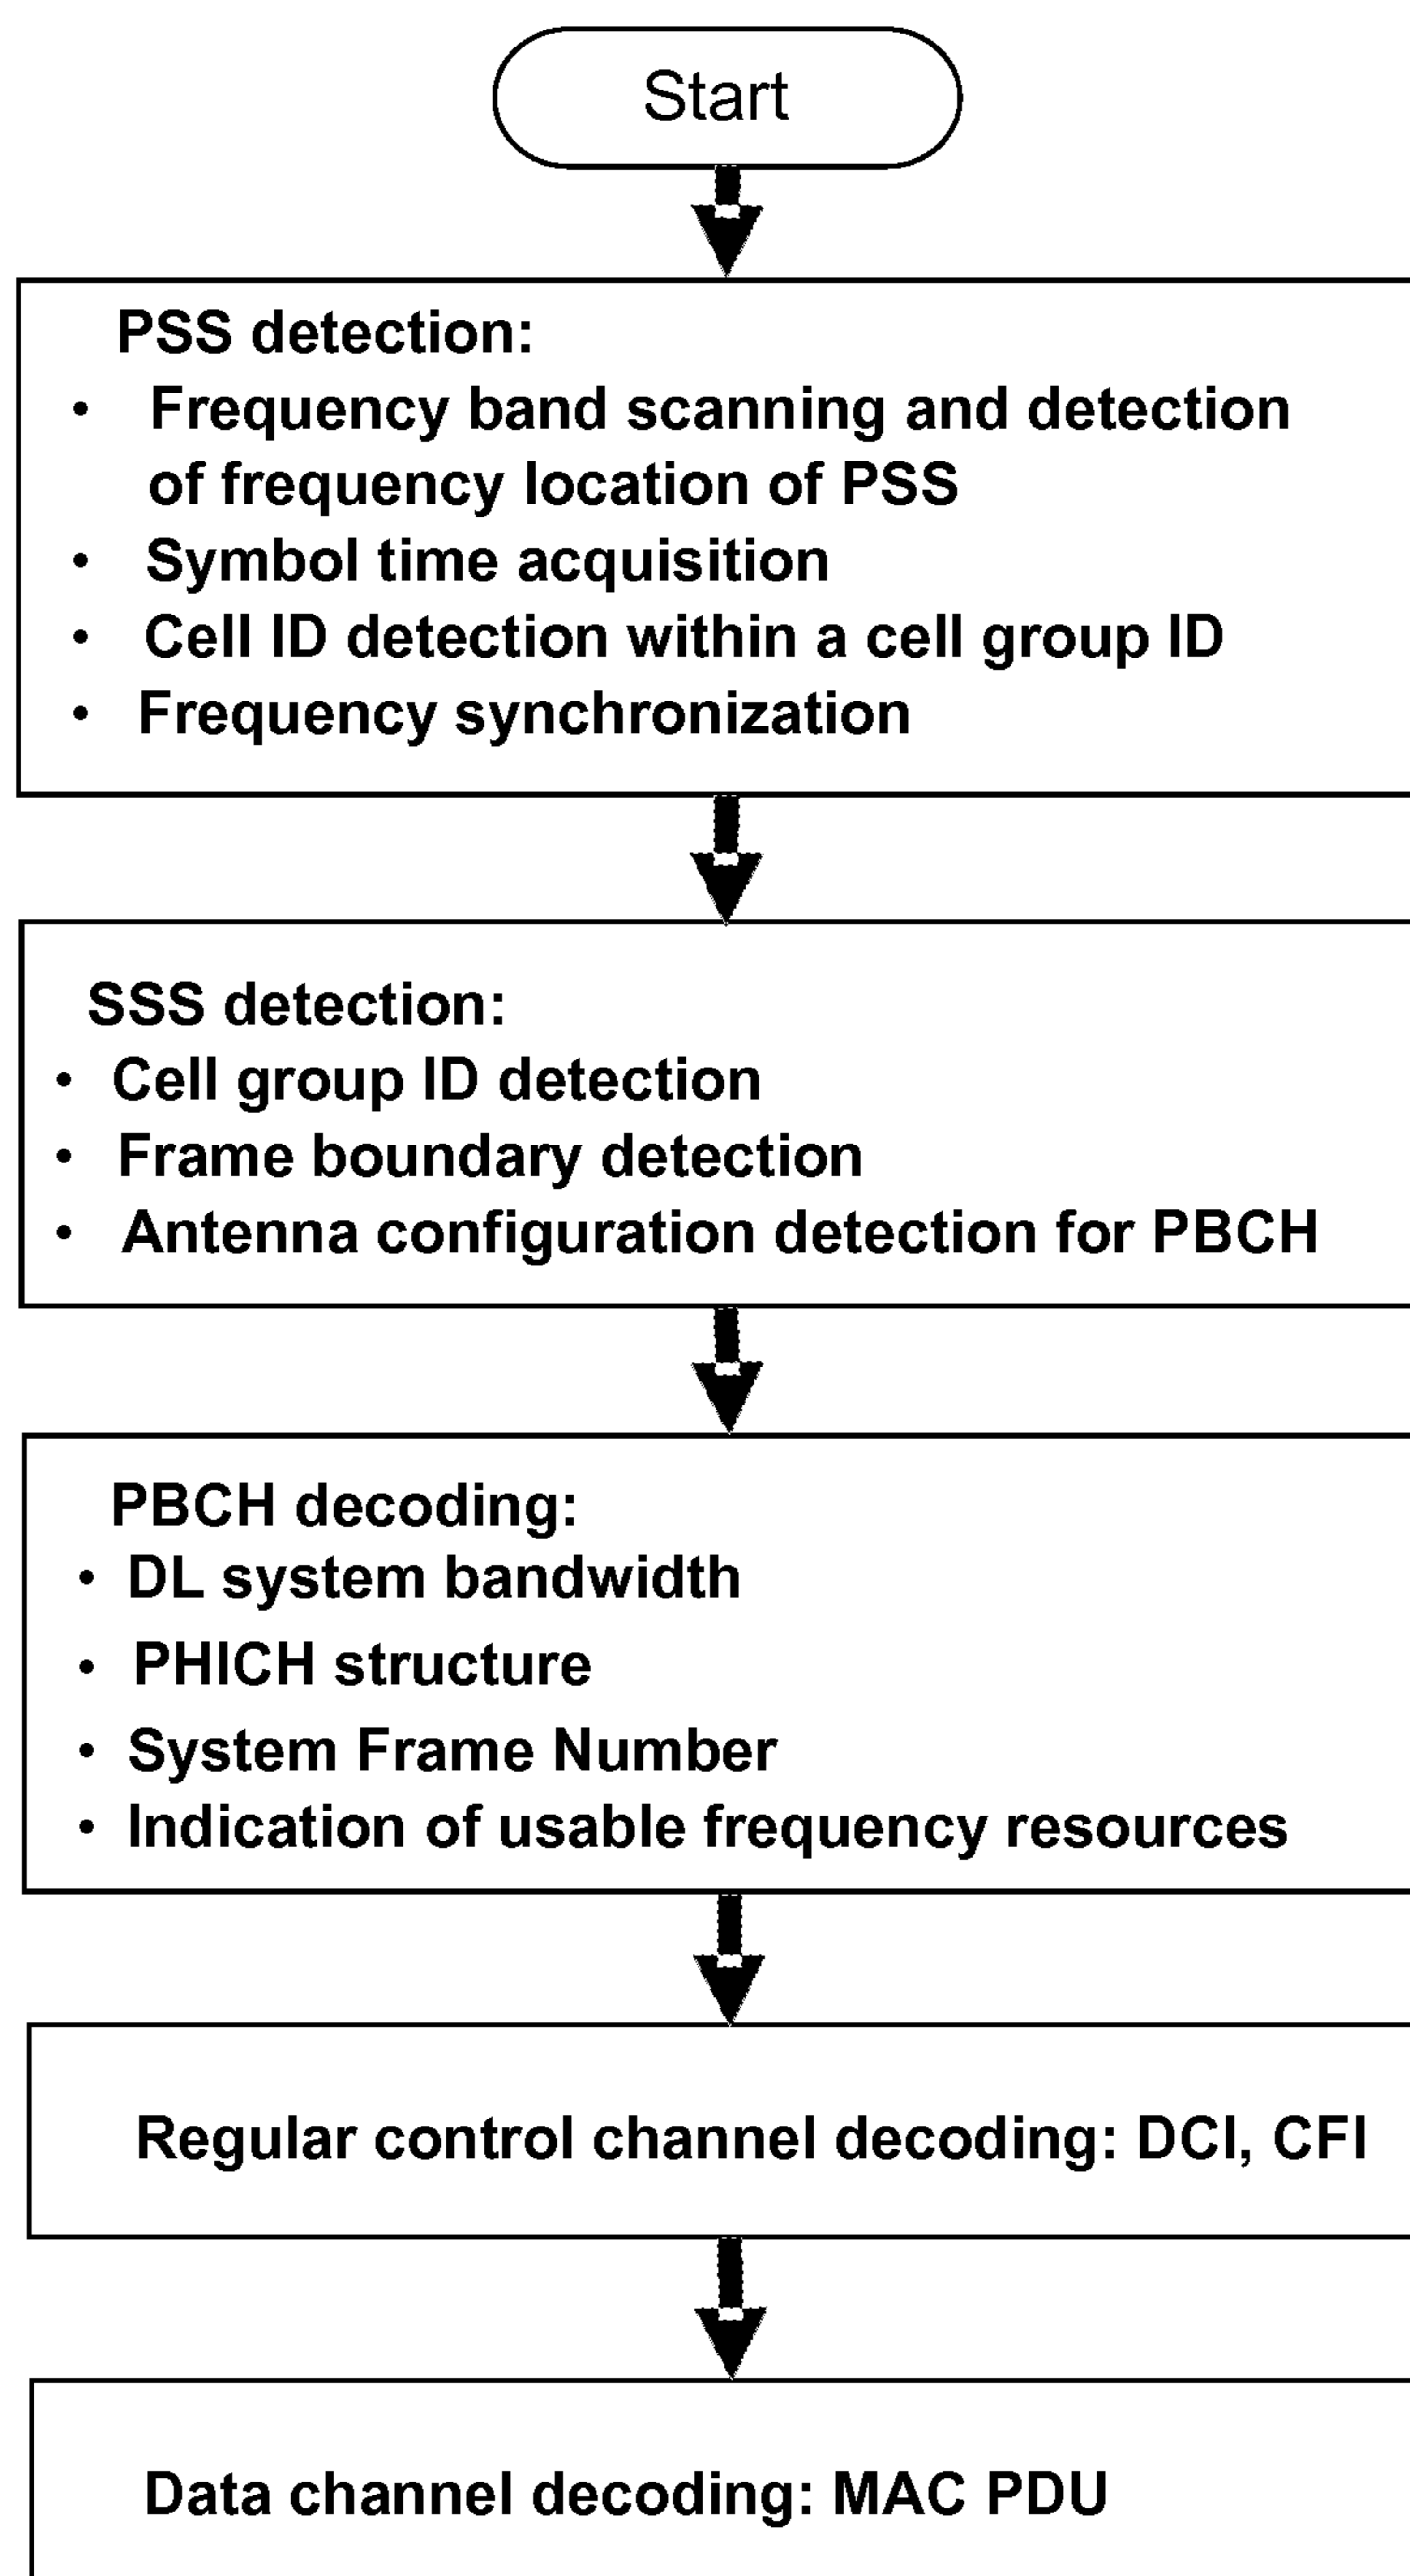 Start
PSS detection:
• Frequency band scanning and detection
of frequency location of PSS
• Symbol time acquisition
• Cell ID detection within a cell group ID
• Frequency synchronization
SSS detection:
• Cell group ID detection
• Frame boundary detection
• Antenna configuration detection for PBCH
PBCH decoding:
• DL system bandwidth
• PHICH structure
• System Frame Number
• Indication of usable frequency resources
Regular control channel decoding: DCI, CFI
Data channel decoding: MAC PDU